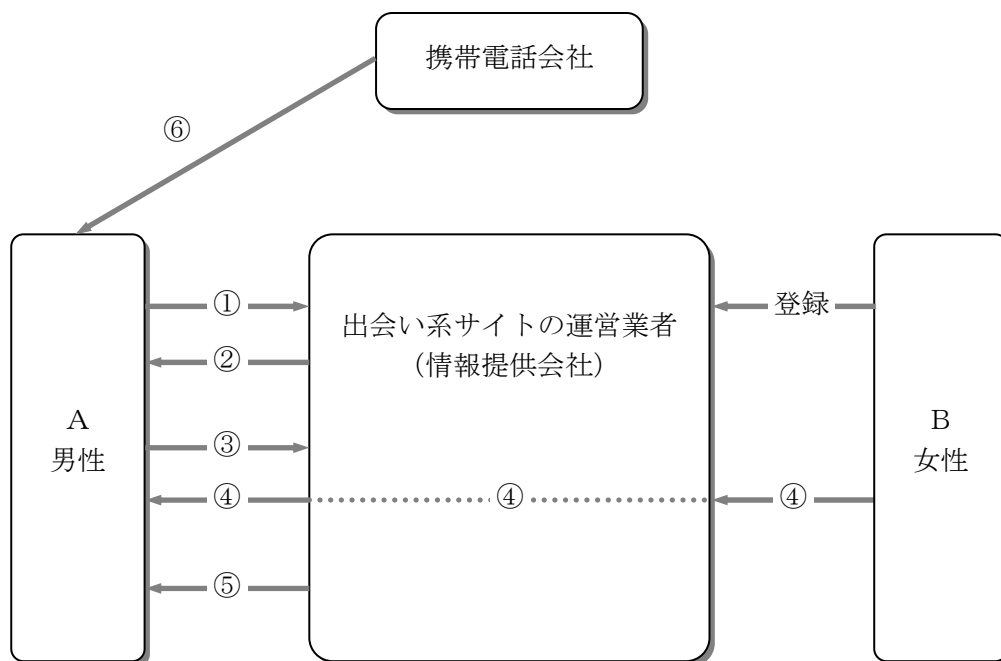 携帯電話会社
⑥
①
登録
出会い系サイトの運営業者
（情報提供会社）
②
A
男性
③
B
女性
④
④
④
⑤